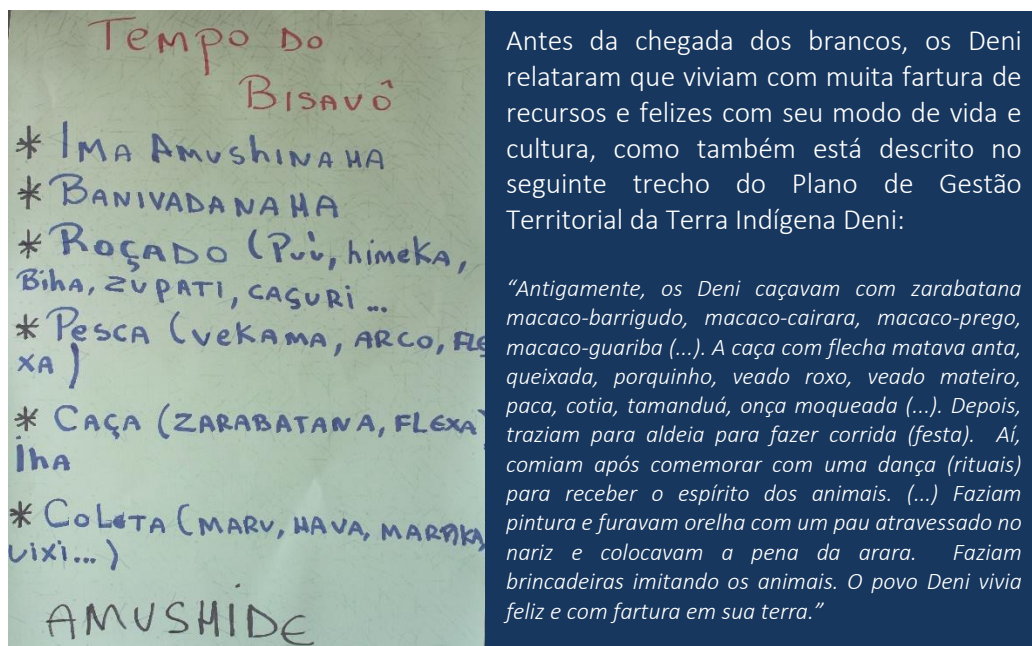 TEMPO DO
BISAVÔ
* IMA AMUSHINAHA
* BANIVADANAHA
* ROÇADO (PUÚ, himEKA,
BihA, ZUPATI, CAÇURI...
* PESCA (VEKAMA, ARCO, FLE
XA)
* CAÇA (ZARABATANA, FLEXA)
IhA
* COLETA (MARU, HAVA,
UIXI...)
AMUSHIDE
Antes da chegada dos brancos, os Deni
relataram que viviam com muita fartura de
recursos e felizes com seu modo de vida e
cultura, como também está descrito no
seguinte trecho do Plano de Gestão
Territorial da Terra Indígena Deni:
“Antigamente, os Deni caçavam com zarabatana
macaco-barrigudo, macaco-cairara, macaco-prego,
macaco-guariba (...). A caça com flecha matava anta,
queixada, porquinho, veado roxo, veado mateiro,
paca, cotia, tamanduá, onça moqueada (...). Depois,
traziam para aldeia para fazer corrida (festa). Aí,
comiam após comemorar com uma dança (rituais)
para receber o espírito dos animais. (...) Faziam
pintura e furavam orelha com um pau atravessado no
nariz e colocavam a pena da arara. Faziam
brincadeiras imitando os animais. O povo Deni vivia
feliz e com fartura em sua terra.”